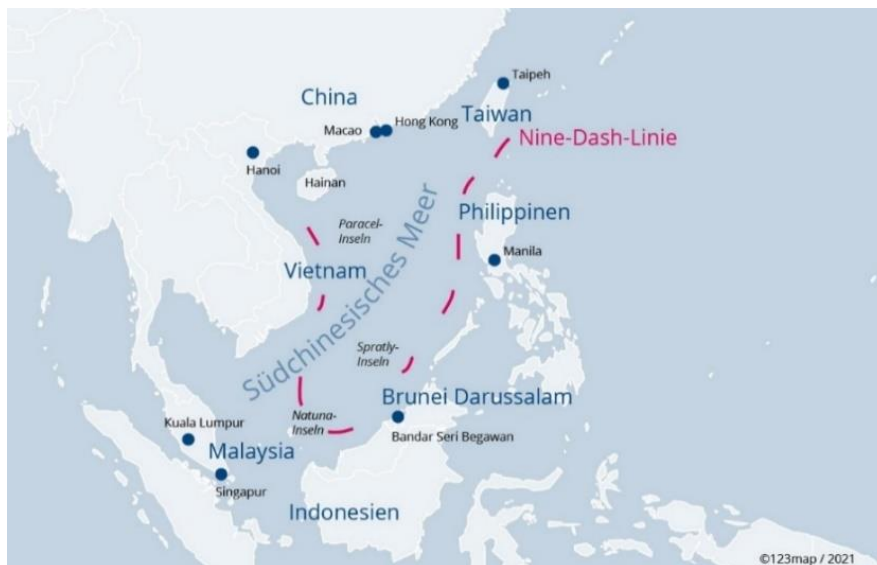 Taipeh
China
Taiwan
Hong Kong
Macao
Nine-Dash-Linie
Hanoi
Hainan
Philippinen
Paracel-
Inseln
Manila
Vietnam
Südchinesisches Meer
Spratly-
Inseln
Brunei Darussalam
Natuna-
Inseln
Kuala Lumpur
Bandar Seri Begawan
Malaysia
Singapur
Indonesien
©123map / 2021